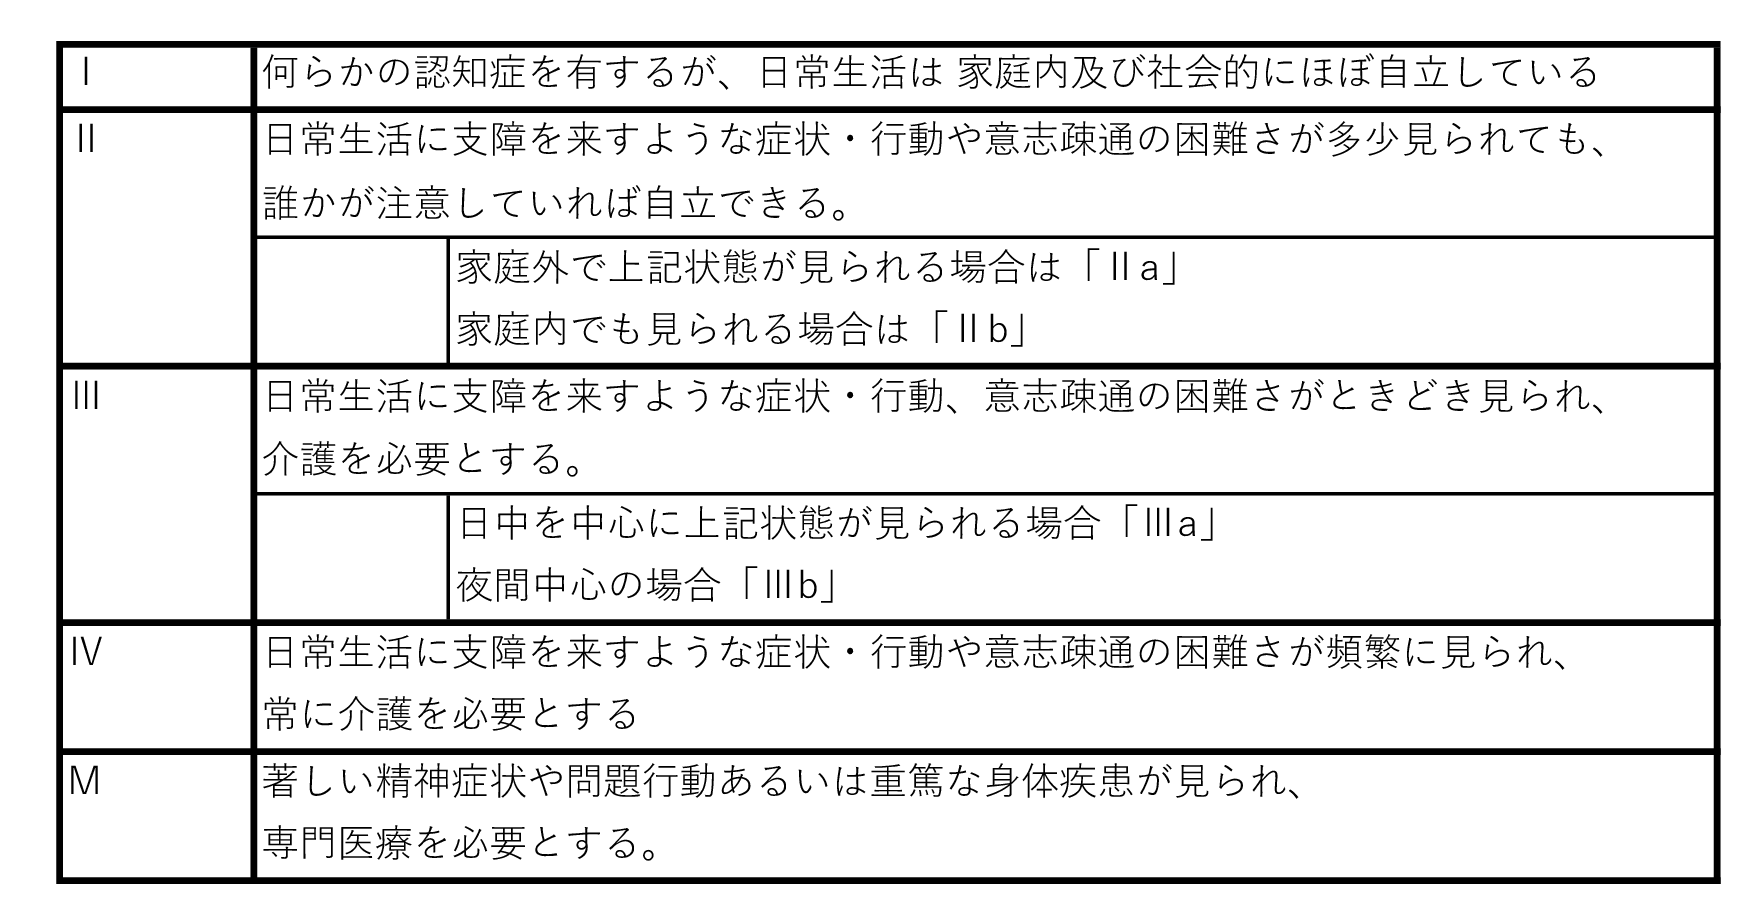 Ⅰ 何らかの認知症を有するが、日常生活は 家庭内及び社会的にほぼ自立している
Ⅱ 日常生活に支障を来すような症状・行動や意志疎通の困難さが多少見られても、
誰かが注意していれば自立できる。
家庭外で上記状態が見られる場合は「Ⅱa」
家庭内でも見られる場合は「Ⅱb」
Ⅲ 日常生活に支障を来すような症状・行動、意志疎通の困難さがときどき見られ、
介護を必要とする。
日中を中心に上記状態が見られる場合「Ⅲa」
夜間中心の場合「Ⅲb」
Ⅳ 日常生活に支障を来すような症状・行動や意志疎通の困難さが頻繁に見られ、
常に介護を必要とする
M 著しい精神症状や問題行動あるいは重篤な身体疾患が見られ、
専門医療を必要とする。